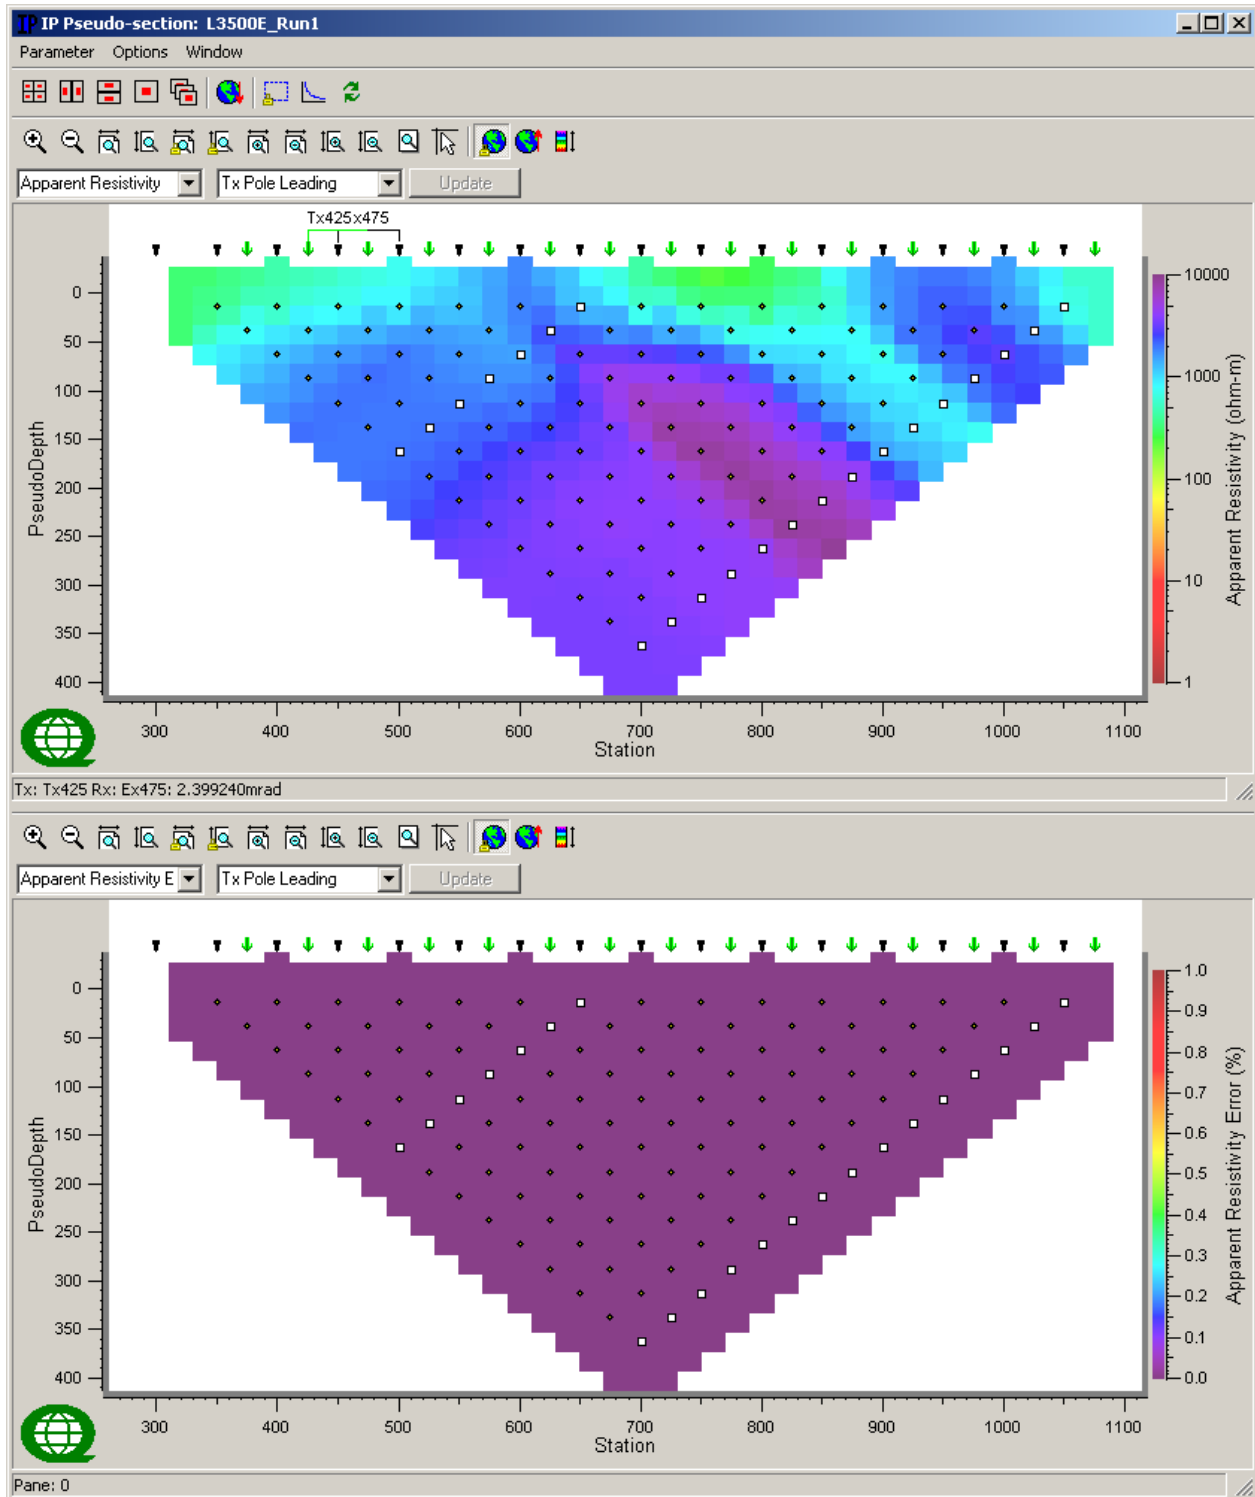 IP Pseudo-section: L3500E_Run1
Parameter Options Window
Apparent Resistivity Tx Pole Leading Update
Tx425x475
0
50
100
150
200
250
300
350
400
PseudoDepth
300 400 500 600 700 800 900 1000 1100
Station
10000
1000
100
10
1
Apparent Resistivity (ohm-m)
Tx: Tx425 Rx: Ex475: 2.399240mrad
Apparent Resistivity E Tx Pole Leading Update
0
50
100
150
200
250
300
350
400
PseudoDepth
300 400 500 600 700 800 900 1000 1100
Station
1.0
0.9
0.8
0.7
0.6
0.5
0.4
0.3
0.2
0.1
0.0
Apparent Resistivity Error (%)
Pane: 0